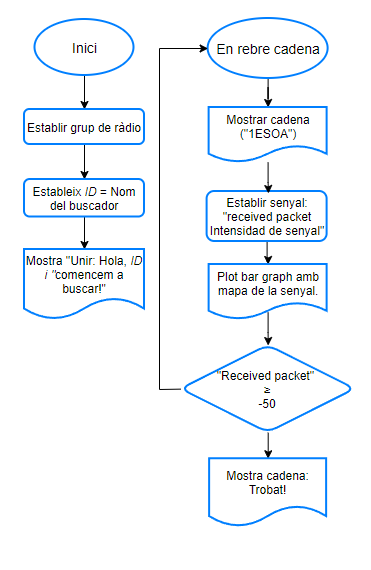 Inici
Establir grup de ràdio
Estableix ID = Nom
del buscador
Mostra "Unir: Hola, ID
i "comencem a
buscar!"
En rebre cadena
Mostrar cadena
("1ESOA")
Establir senyal:
"received packet
Intensidad de senyal"
Plot bar graph amb
mapa de la senyal.
"Received packet"
≥
-50
Mostra cadena:
Trobat!